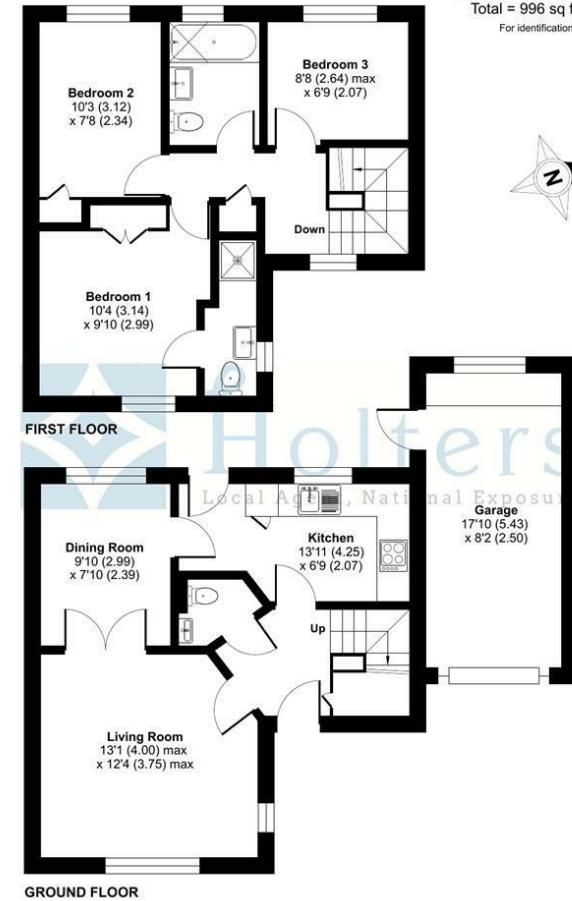 Total = 996 sq f
For identification
Bedroom 2
10'3 (3.12)
x 7'8 (2.34)
Bedroom 3
8'8 (2.64) max
x 6'9 (2.07)
N
Down
Bedroom 1
10'4 (3.14)
x 9'10 (2.99)
FIRST FLOOR
Holters
Local Agent, National Exposur
Dining Room
9'10 (2.99)
x 7'10 (2.39)
Kitchen
13'11 (4.25)
x 6'9 (2.07)
Garage
17'10 (5.43)
x 8'2 (2.50)
Up
Living Room
13'1 (4.00) max
x 12'4 (3.75) max
GROUND FLOOR